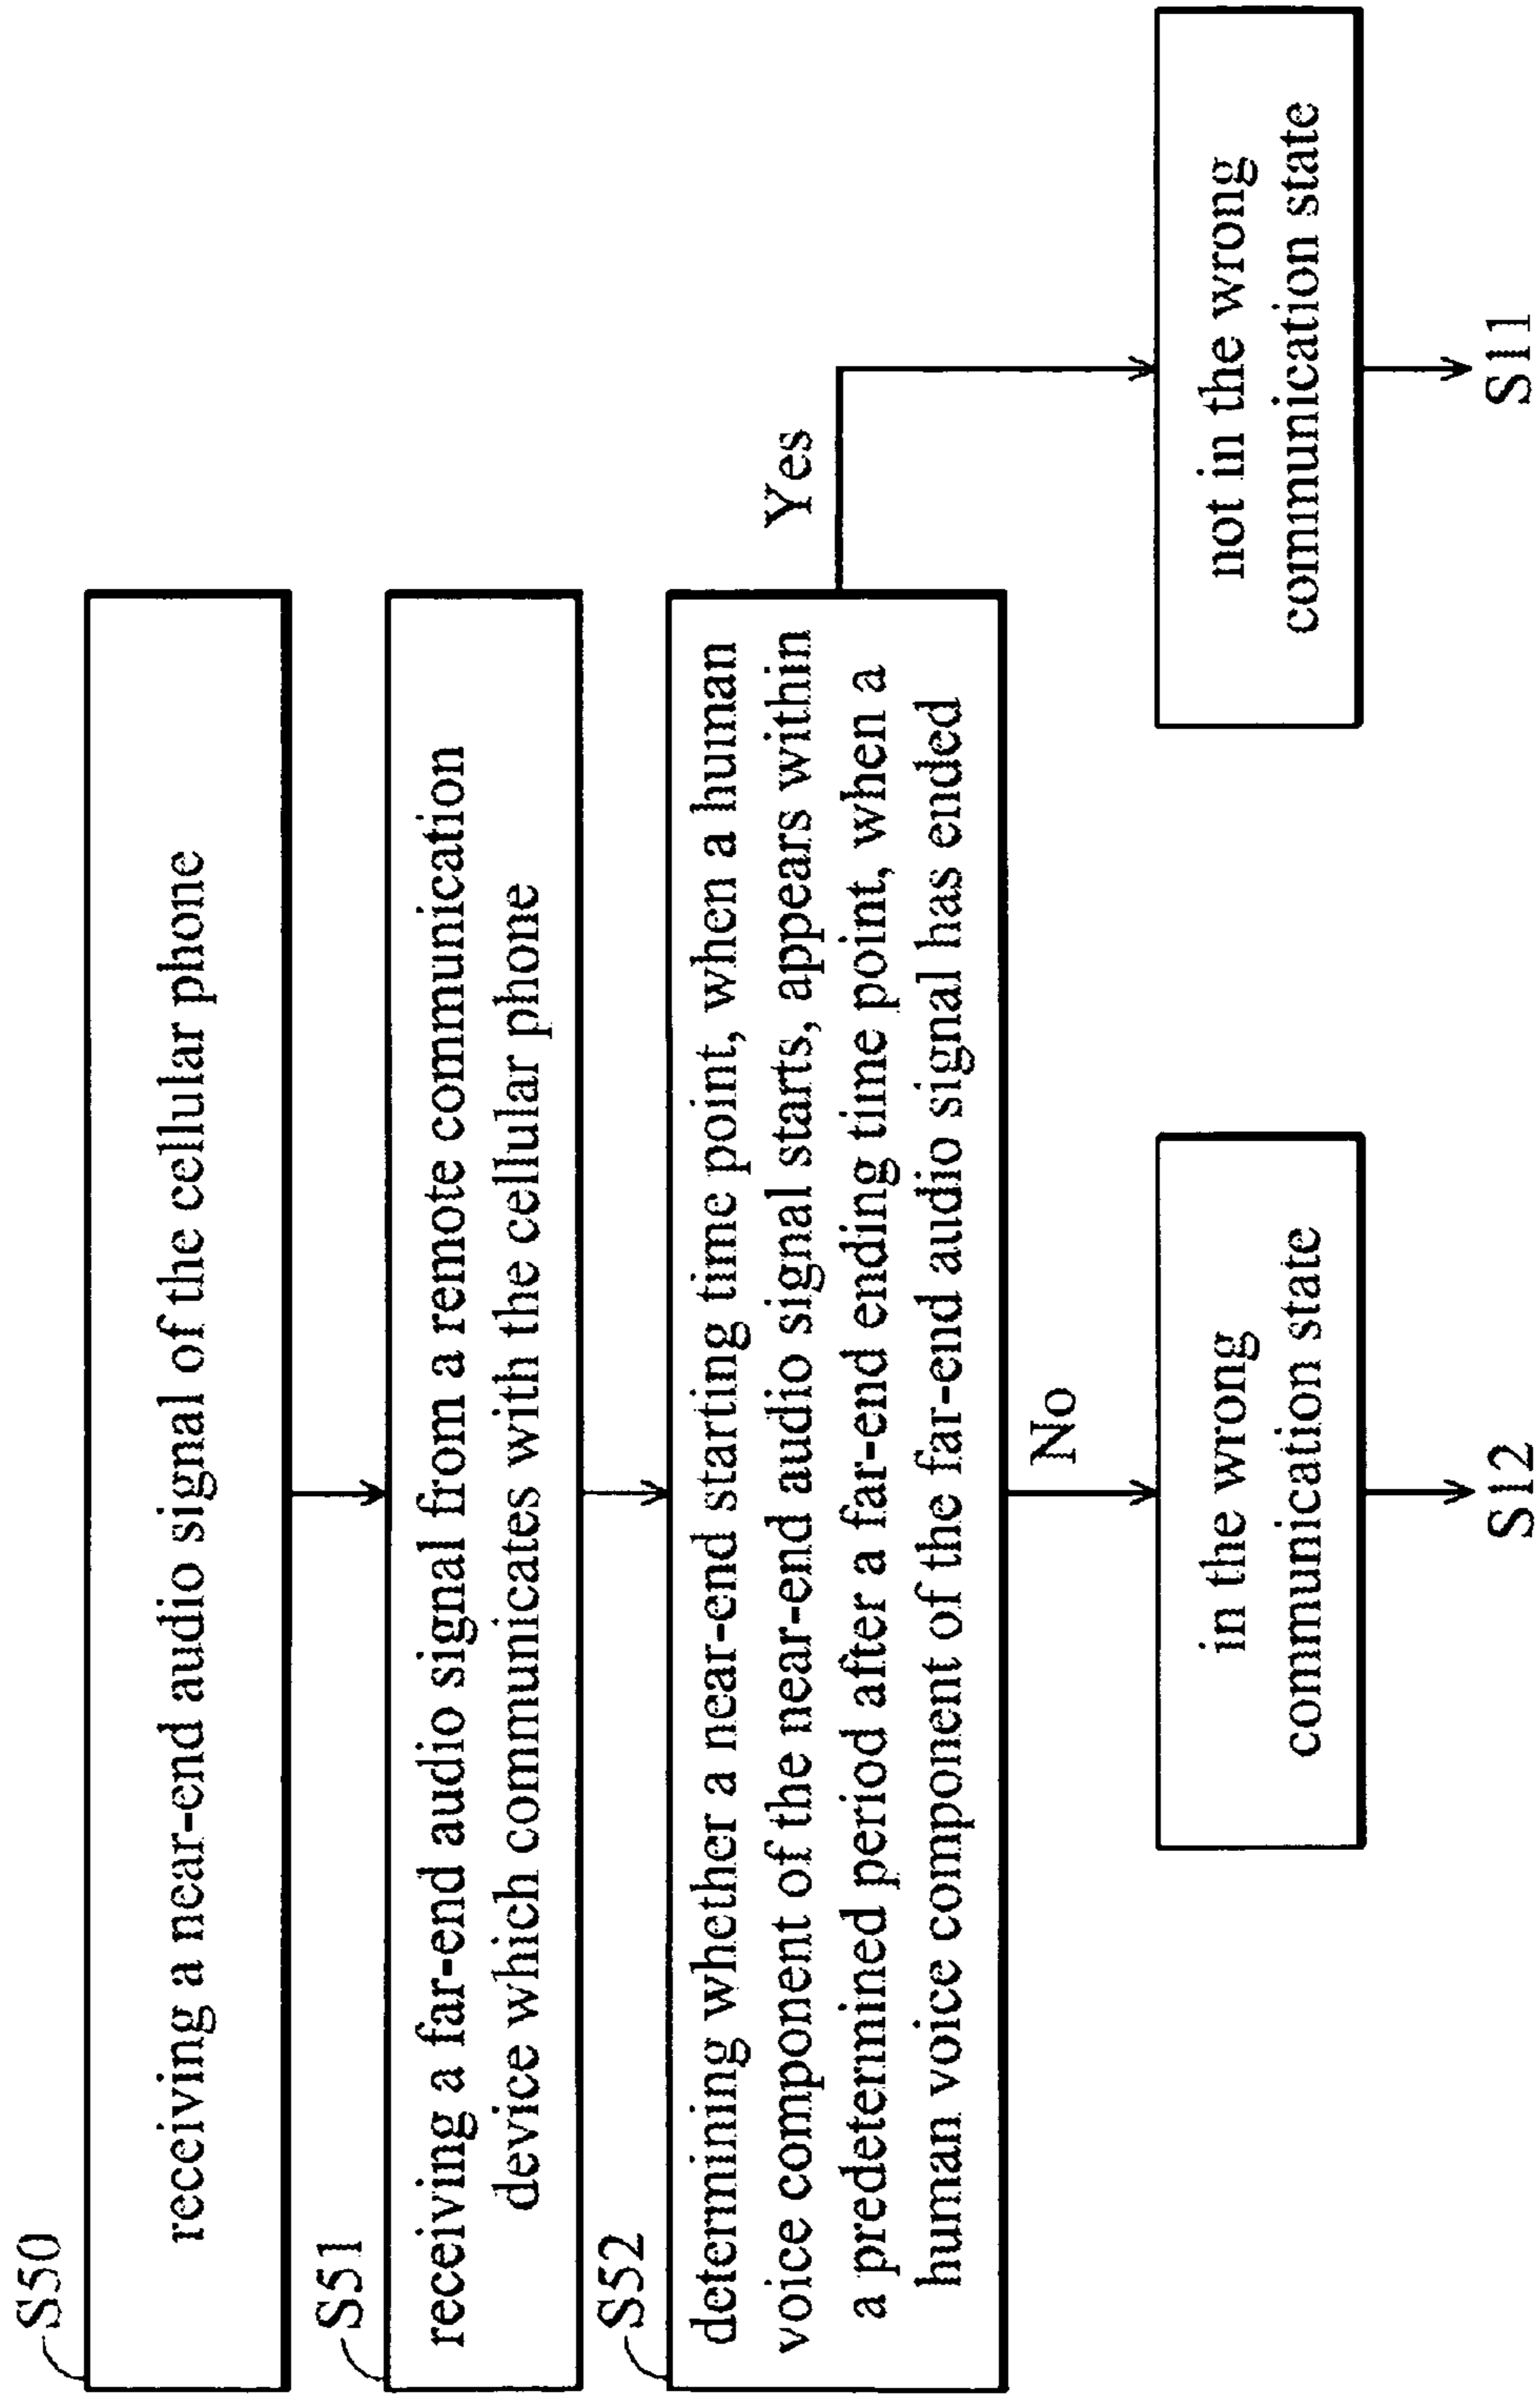 S50
receiving a near-end audio signal of the cellular phone
S51
receiving a far-end audio signal from a remote communication
device which communicates with the cellular phone
S52
determining whether a near-end starting time point, when a human
voice component of the near-end audio signal starts, appears within
a predetermined period after a far-end ending time point, when a
human voice component of the far-end audio signal has ended
Yes
No
in the wrong
communication state
not in the wrong
communication state
S12
S11